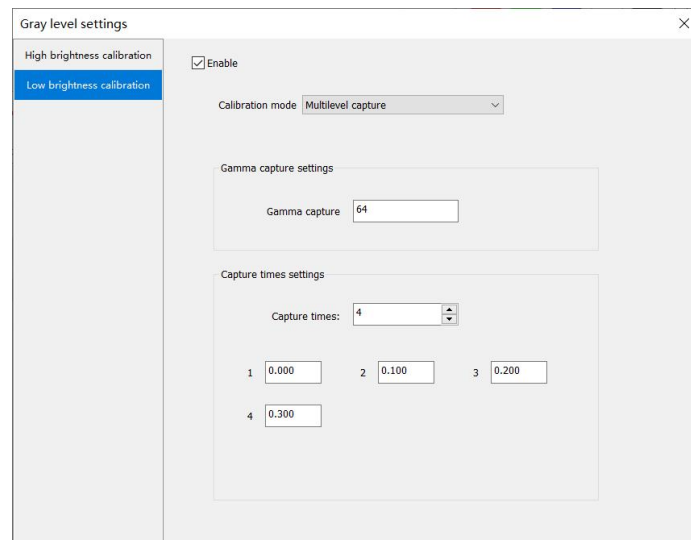 Gray level settings
High brightness calibration
Low brightness calibration
Enable
Calibration mode Multilevel capture
Gamma capture settings
Gamma capture 64
Capture times settings
Capture times: 4
1 0.000 2 0.100 3 0.200
4 0.300